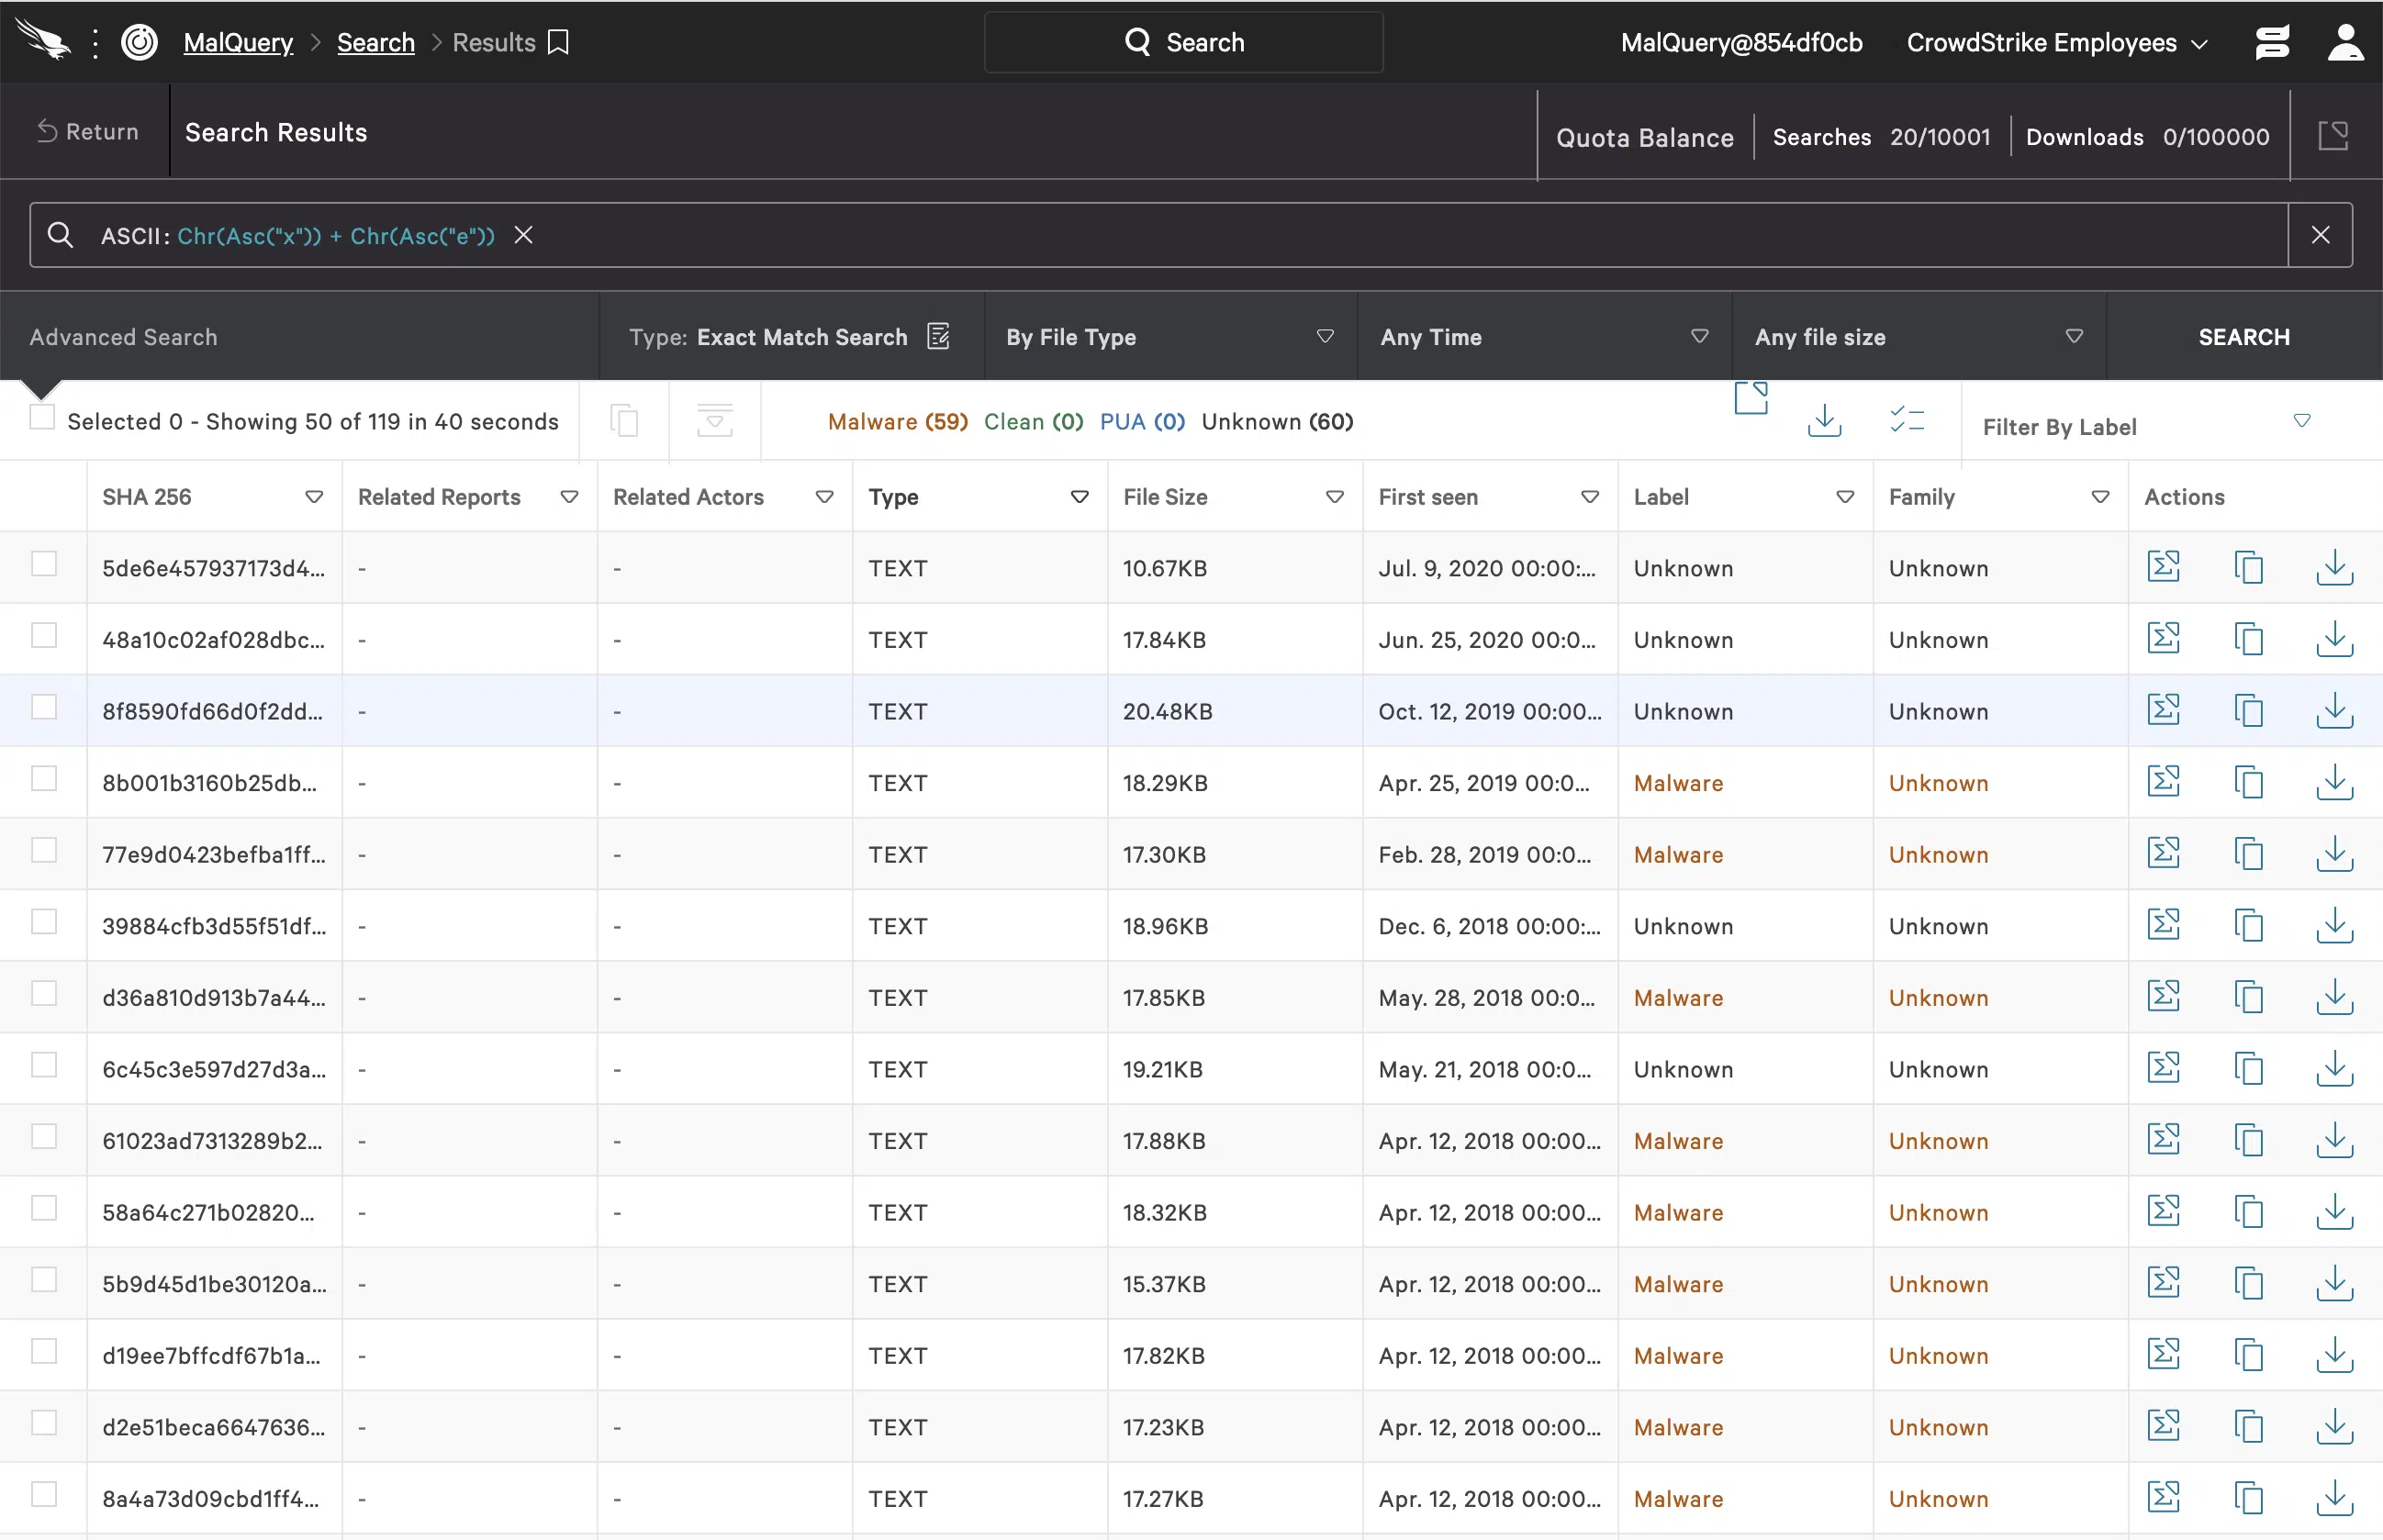 MalQuery > Search > Results Search MalQuery@854df0cb CrowdStrike Employees
Return Search Results Quota Balance Searches 20/10001 Downloads 0/100000
ASCII: Chr(Asc("x")) + Chr(Asc("e"))
Advanced Search Type: Exact Match Search By File Type Any Time Any file size SEARCH
Selected 0 - Showing 50 of 119 in 40 seconds Malware (59) Clean (0) PUA (0) Unknown (60) Filter By Label
SHA 256 Related Reports Related Actors Type File Size First seen Label Family Actions
5de6e457937173d4... - - TEXT 10.67KB Jul. 9, 2020 00:00:... Unknown Unknown
48a10c02af028dbc... - - TEXT 17.84KB Jun. 25, 2020 00:0... Unknown Unknown
8f8590fd66d0f2dd... - - TEXT 20.48KB Oct. 12, 2019 00:00... Unknown Unknown
8b001b3160b25db... - - TEXT 18.29KB Apr. 25, 2019 00:0... Malware Unknown
77e9d0423befba1ff... - - TEXT 17.30KB Feb. 28, 2019 00:0... Malware Unknown
39884cfb3d55f51df... - - TEXT 18.96KB Dec. 6, 2018 00:00:... Unknown Unknown
d36a810d913b7a44... - - TEXT 17.85KB May. 28, 2018 00:0... Malware Unknown
6c45c3e597d27d3a... - - TEXT 19.21KB May. 21, 2018 00:0... Unknown Unknown
61023ad7313289b2... - - TEXT 17.88KB Apr. 12, 2018 00:00... Malware Unknown
58a64c271b02820... - - TEXT 18.32KB Apr. 12, 2018 00:00... Malware Unknown
5b9d45d1be30120a... - - TEXT 15.37KB Apr. 12, 2018 00:00... Malware Unknown
d19ee7bffcdf67b1a... - - TEXT 17.82KB Apr. 12, 2018 00:00... Malware Unknown
d2e51beca6647636... - - TEXT 17.23KB Apr. 12, 2018 00:00... Malware Unknown
8a4a73d09cbd1ff4... - - TEXT 17.27KB Apr. 12, 2018 00:00... Malware Unknown